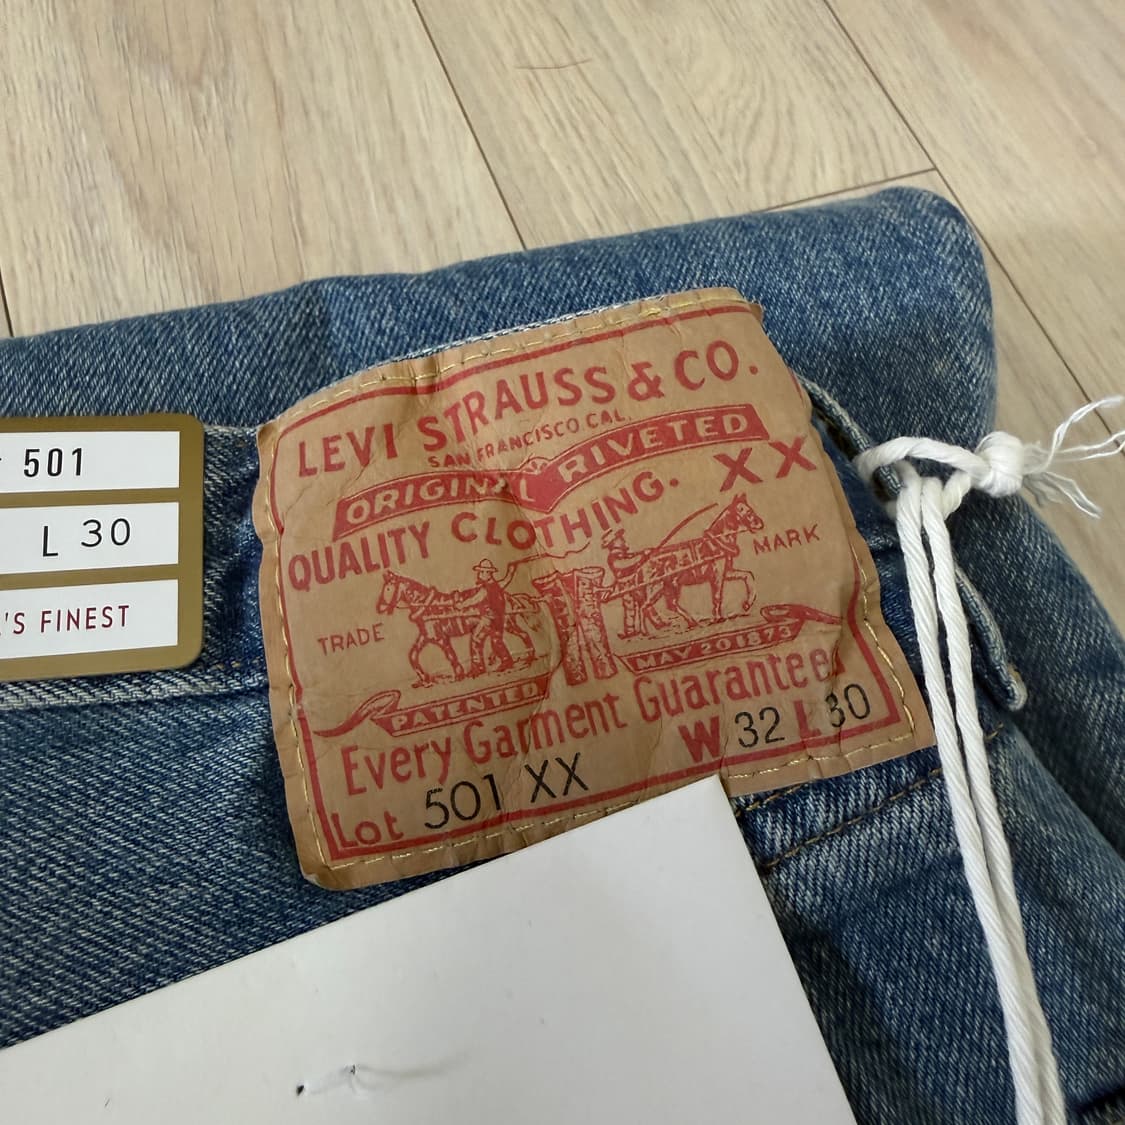 501
L 30
'S FINEST
LEVI STRAUSS & CO.
SAN FRANCISCO CAL.
ORIGINAL RIVETED
QUALITY CLOTHING. XX
TRADE MARK
PATENTED MAY 20 1873
Every Garment Guaranteed
W 32 L 30
Lot 501 XX